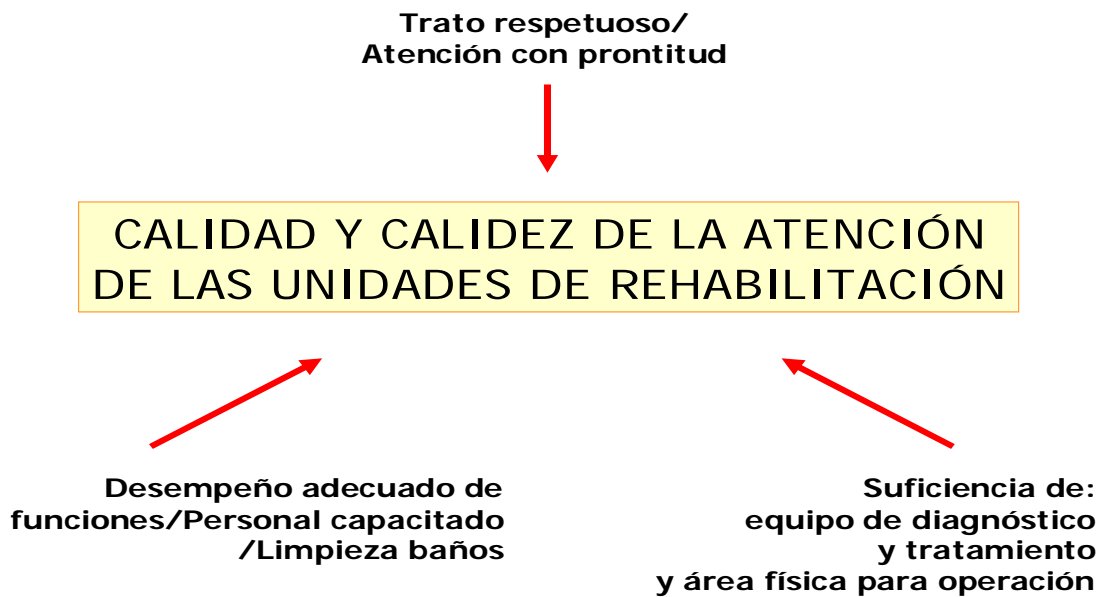 Trato respetuoso/
Atención con prontitud
CALIDAD Y CALIDEZ DE LA ATENCIÓN
DE LAS UNIDADES DE REHABILITACIÓN
Desempeño adecuado de
funciones/Personal capacitado
/Limpieza baños
Suficiencia de:
equipo de diagnóstico
y tratamiento
y área física para operación